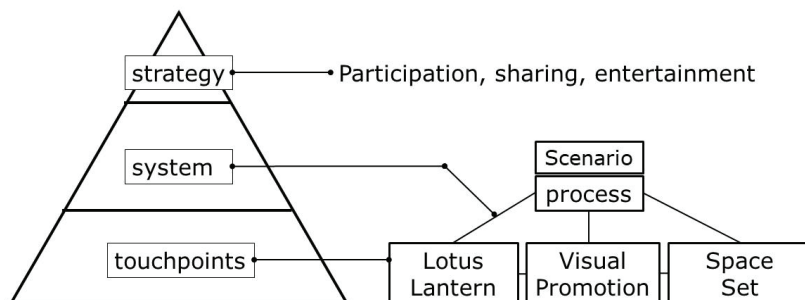 strategy
Participation, sharing, entertainment
system
Scenario
process
touchpoints
Lotus
Lantern
Visual
Promotion
Space
Set